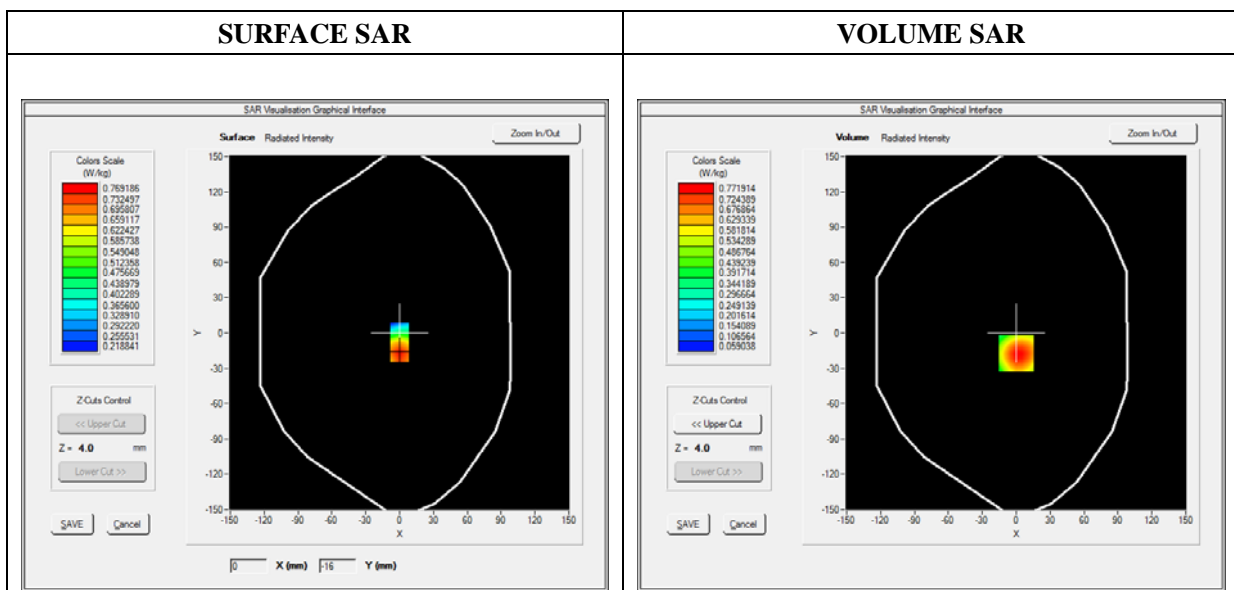 SURFACE SAR
VOLUME SAR
SAR Visualisation Graphical Interface
Surface Radiated Intensity
Zoom In/Out
Colors Scale
(W/kg)
0.769186
0.732497
0.695807
0.659117
0.622427
0.585738
0.549048
0.512358
0.475669
0.438979
0.402289
0.365600
0.328910
0.292220
0.255531
0.218841
Z-Cuts Control
<< Upper Cut
Z = 4.0 mm
Lower Cut >>
SAVE Cancel
150
120
90
60
30
0
-30
-60
-90
-120
-150
Y
-150 -120 -90 -60 -30 0 30 60 90 120 150
X
0 X (mm) -16 Y (mm)
SAR Visualisation Graphical Interface
Volume Radiated Intensity
Zoom In/Out
Colors Scale
(W/kg)
0.771914
0.724389
0.676864
0.629339
0.581814
0.534289
0.486764
0.439239
0.391714
0.344189
0.296664
0.249139
0.201614
0.154089
0.106564
0.059038
Z-Cuts Control
<< Upper Cut
Z = 4.0 mm
Lower Cut >>
SAVE Cancel
150
120
90
60
30
0
-30
-60
-90
-120
-150
Y
-150 -120 -90 -60 -30 0 30 60 90 120 150
X